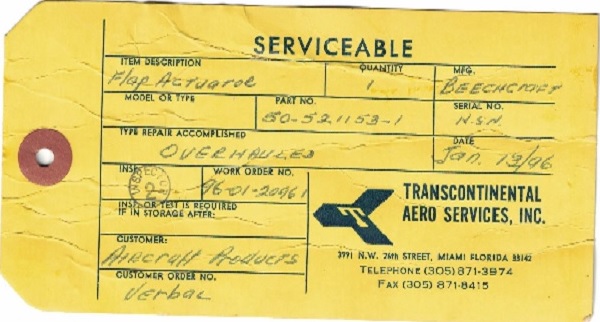 SERVICEABLE
ITEM DESCRIPTION QUANTITY MFG.
Flap Actuator 1 BEECHCRAFT
MODEL OR TYPE PART NO. SERIAL NO.
50-521153-1 N.S.N.
TYPE REPAIR ACCOMPLISHED DATE
OVERHAULED Jan. 13/96
INSP. WORK ORDER NO.
2 96-01-20961
INSP. OR TEST IS REQUIRED
IF IN STORAGE AFTER:
CUSTOMER:
Aircraft Products
CUSTOMER ORDER NO.
Verbal
TRANSCONTINENTAL
AERO SERVICES, INC.
N.W. STREET, MIAMI FLORIDA 33142
TELEPHONE (305) 871-3974
FAX (305) 871-8415